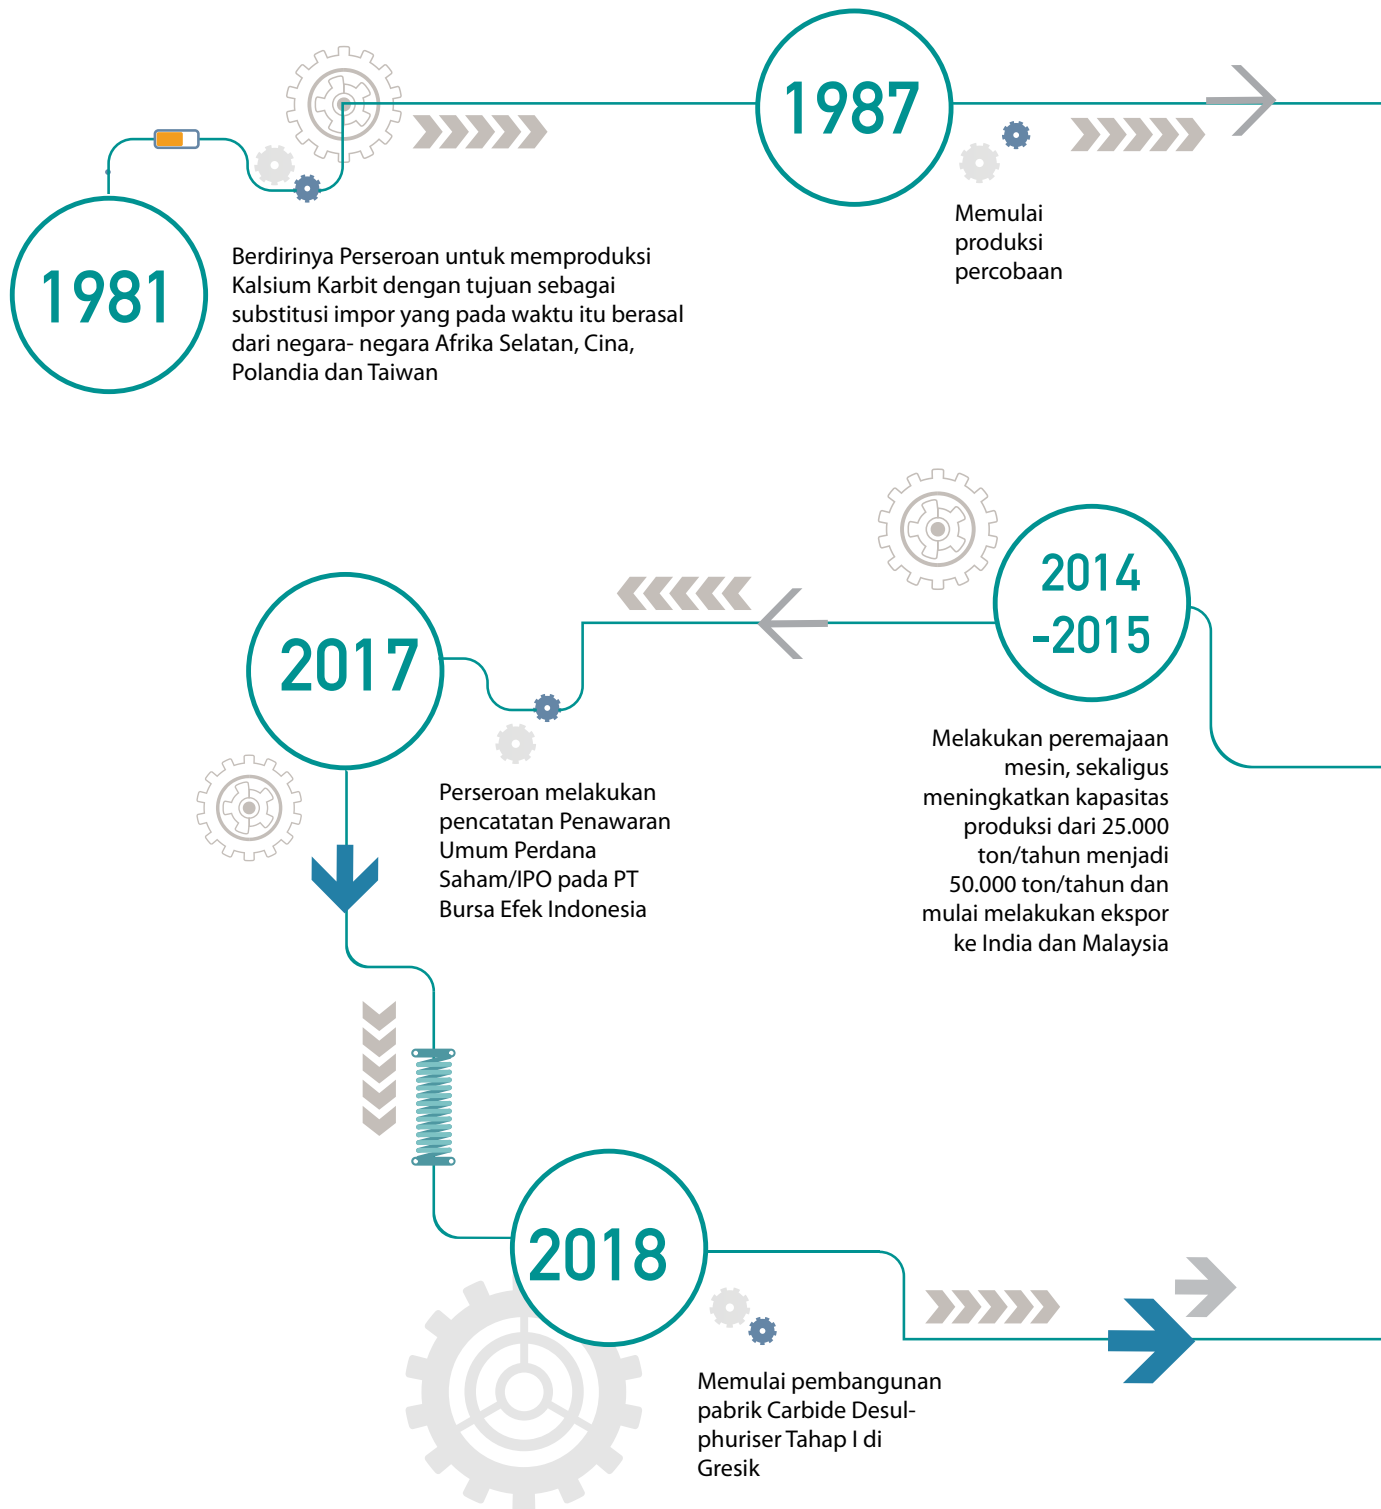 1981
Berdirinya Perseroan untuk memproduksi
Kalsium Karbit dengan tujuan sebagai
substitusi impor yang pada waktu itu berasal
dari negara- negara Afrika Selatan, Cina,
Polandia dan Taiwan
1987
Memulai
produksi
percobaan
2014
-2015
Melakukan peremajaan
mesin, sekaligus
meningkatkan kapasitas
produksi dari 25.000
ton/tahun menjadi
50.000 ton/tahun dan
mulai melakukan ekspor
ke India dan Malaysia
2017
Perseroan melakukan
pencatatan Penawaran
Umum Perdana
Saham/IPO pada PT
Bursa Efek Indonesia
2018
Memulai pembangunan
pabrik Carbide Desul-
phuriser Tahap I di
Gresik